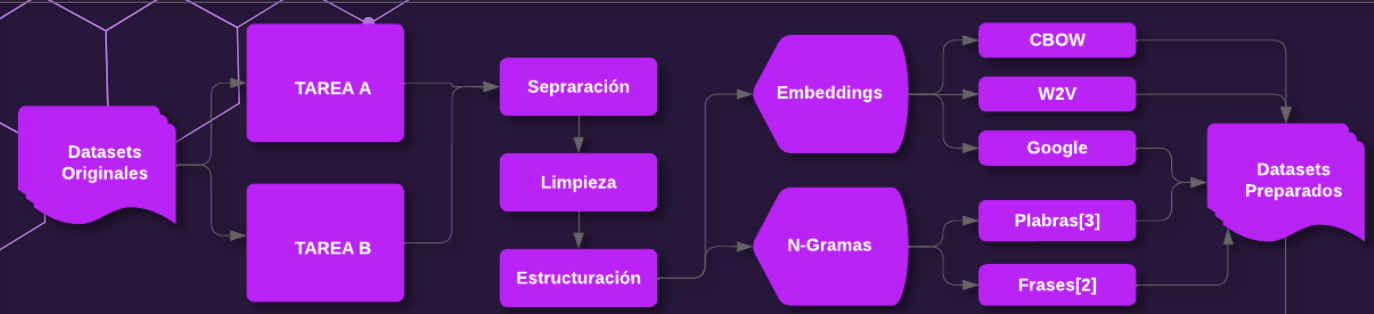 Datasets
Originales
TAREA A
TAREA B
Sepraración
Limpieza
Estructuración
Embeddings
N-Gramas
CBOW
W2V
Google
Plabras[3]
Frases[2]
Datasets
Preparados